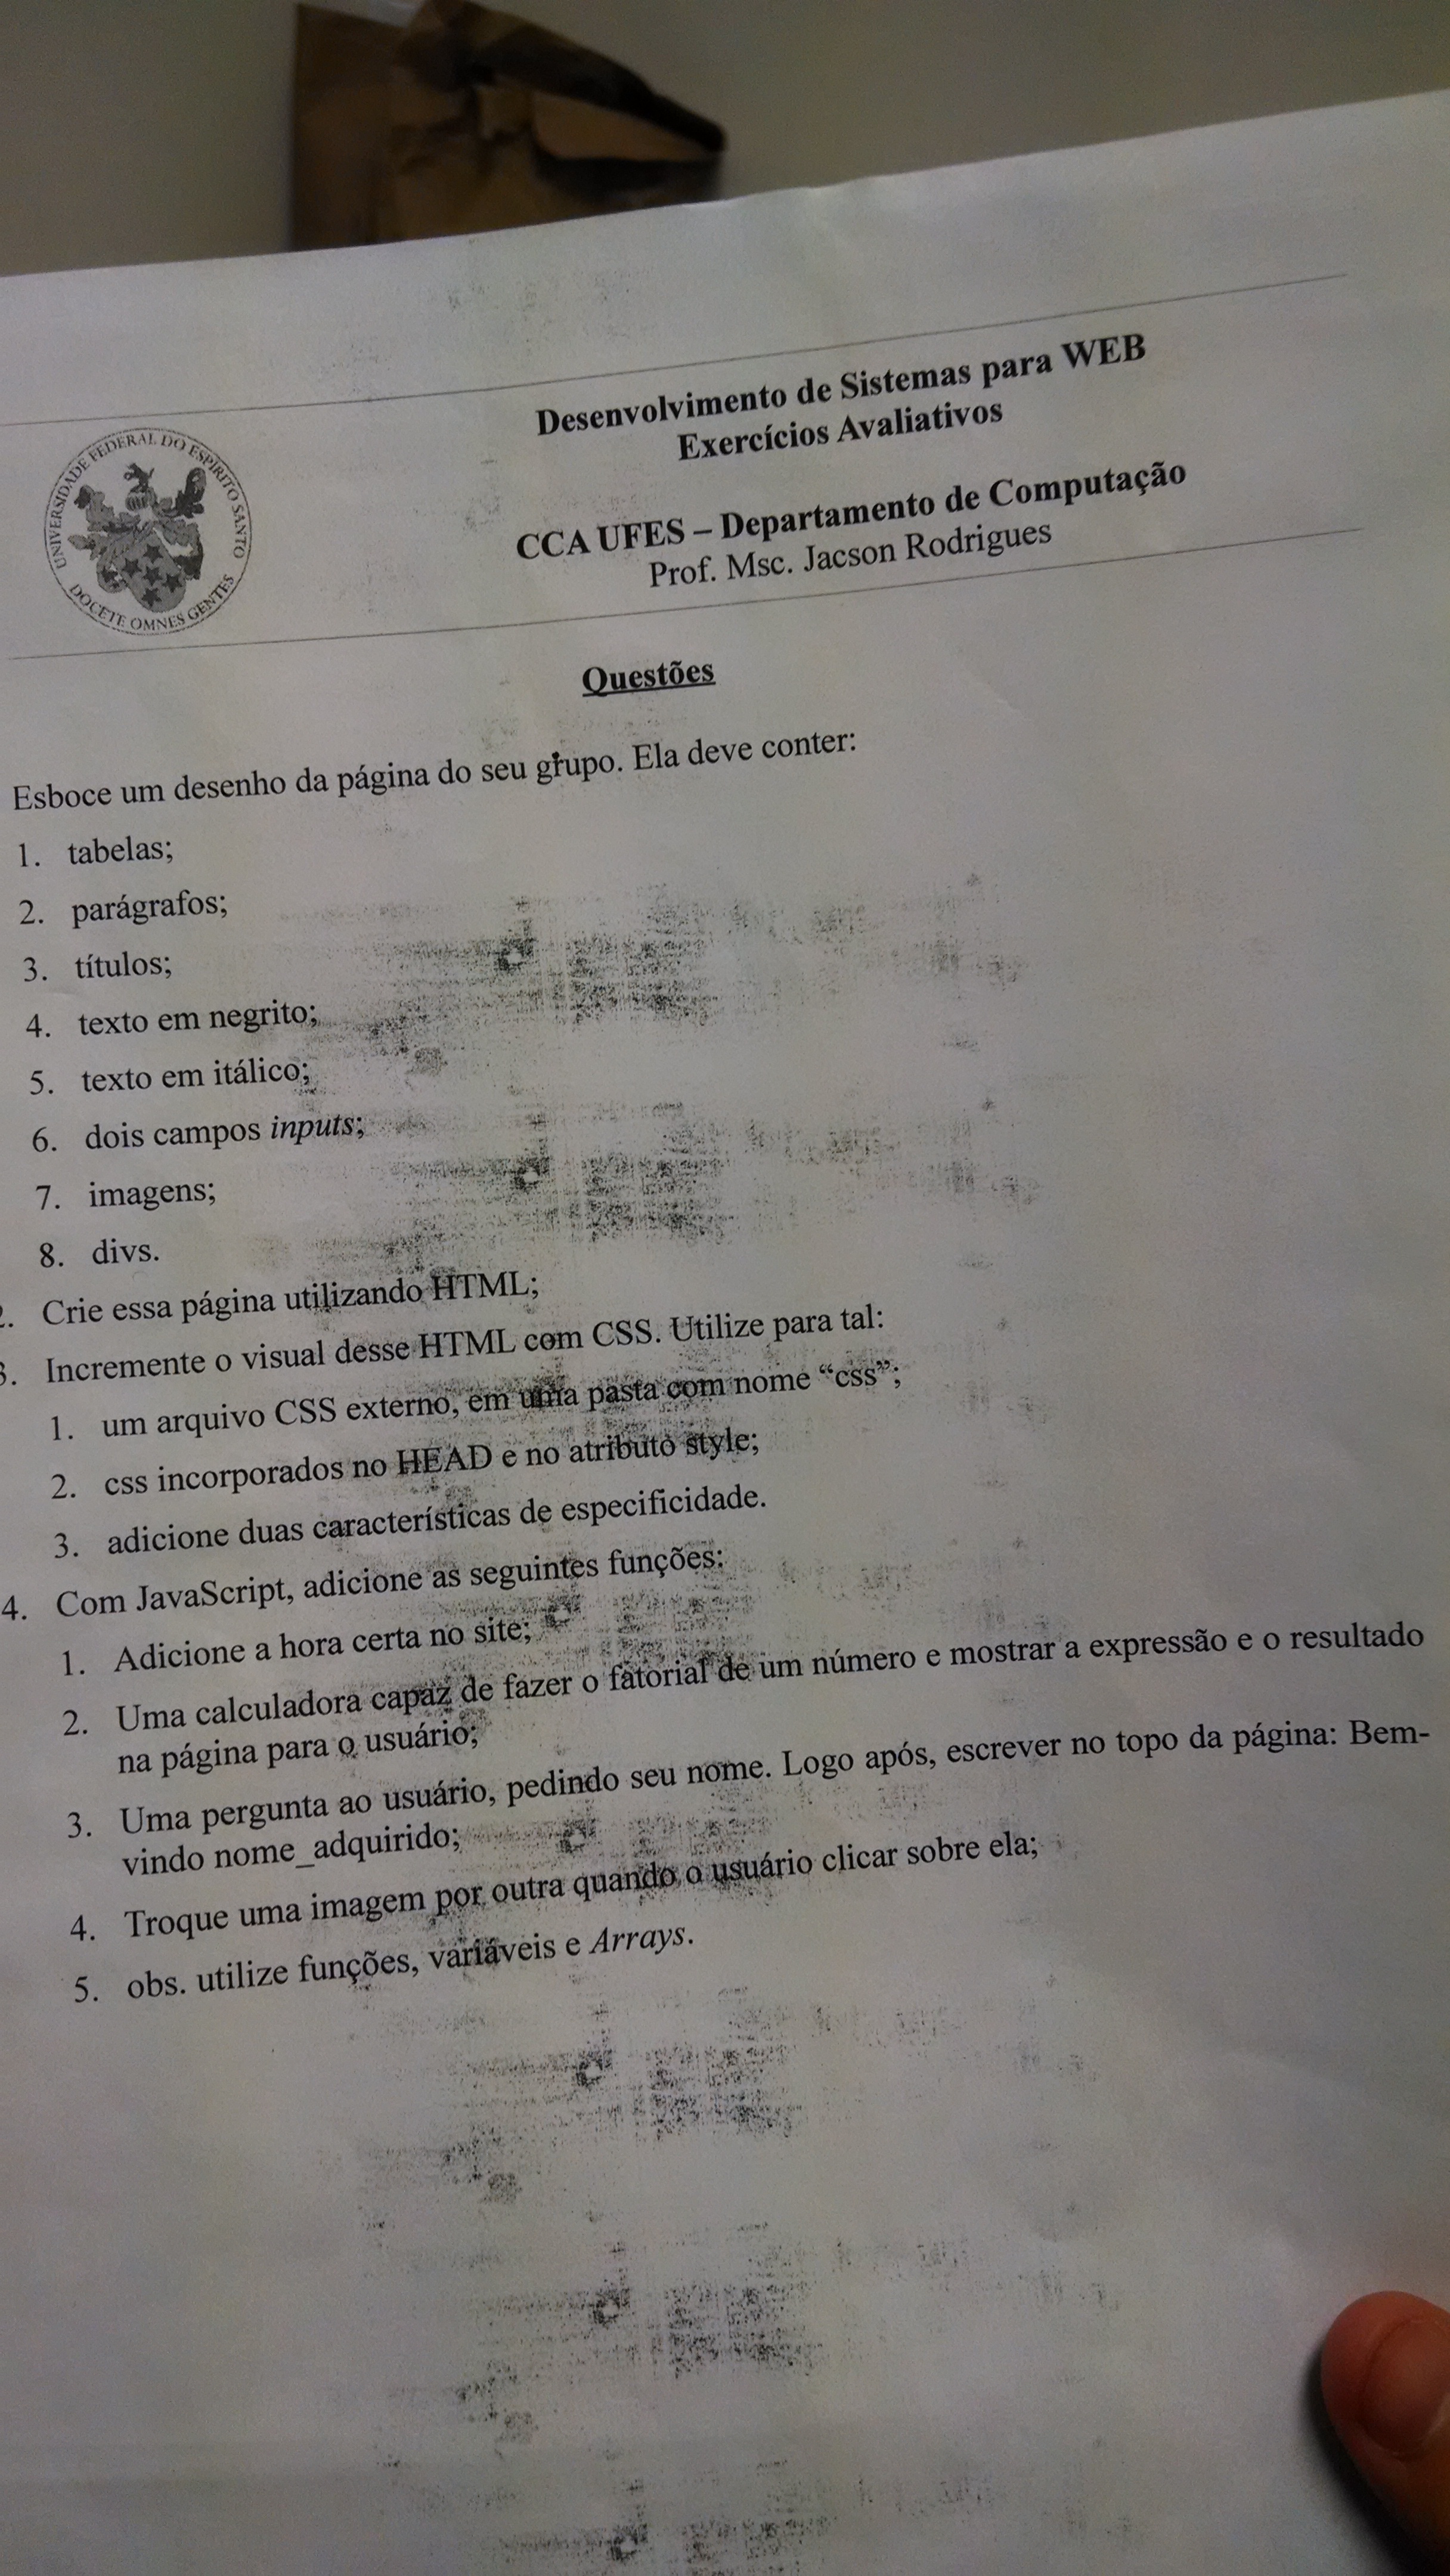 Desenvolvimento de Sistemas para WEB
Exercícios Avaliativos
CCA UFES – Departamento de Computação
Prof. Msc. Jacson Rodrigues
UNIVERSIDADE FEDERAL DO ESPÍRITO SANTO
DOCETE OMNES GENTES
Questões
Esboce um desenho da página do seu grupo. Ela deve conter:
1. tabelas;
2. parágrafos;
3. títulos;
4. texto em negrito;
5. texto em itálico;
6. dois campos inputs;
7. imagens;
8. divs.
2. Crie essa página utilizando HTML;
3. Incremente o visual desse HTML com CSS. Utilize para tal:
1. um arquivo CSS externo, em uma pasta com nome “css”;
2. css incorporados no HEAD e no atributo style;
3. adicione duas características de especificidade.
4. Com JavaScript, adicione as seguintes funções:
1. Adicione a hora certa no site;
2. Uma calculadora capaz de fazer o fatorial de um número e mostrar a expressão e o resultado
na página para o usuário;
3. Uma pergunta ao usuário, pedindo seu nome. Logo após, escrever no topo da página: Bem-
vindo nome_adquirido;
4. Troque uma imagem por outra quando o usuário clicar sobre ela;
5. obs. utilize funções, variáveis e Arrays.